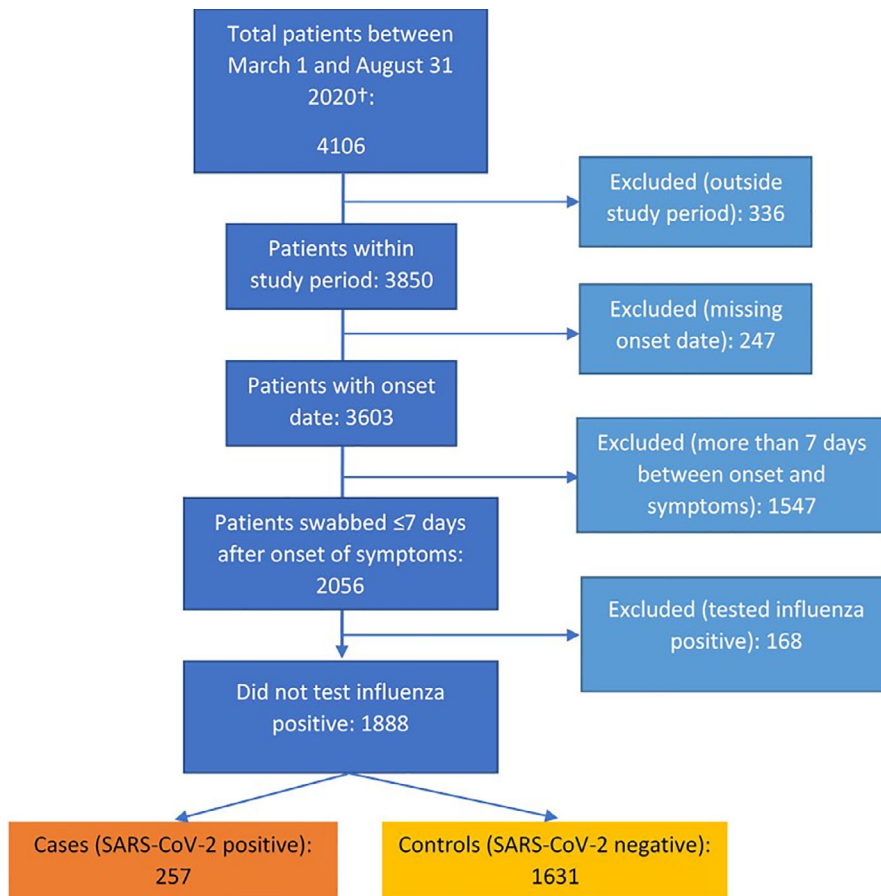 Total patients between
March 1 and August 31
2020†:
4106
Excluded (outside
study period): 336
Patients within
study period: 3850
Excluded (missing
onset date): 247
Patients with onset
date: 3603
Excluded (more than 7 days
between onset and
symptoms): 1547
Patients swabbed ≤7 days
after onset of symptoms:
2056
Excluded (tested influenza
positive): 168
Did not test influenza
positive: 1888
Cases (SARS-CoV-2 positive):
257
Controls (SARS-CoV-2 negative):
1631